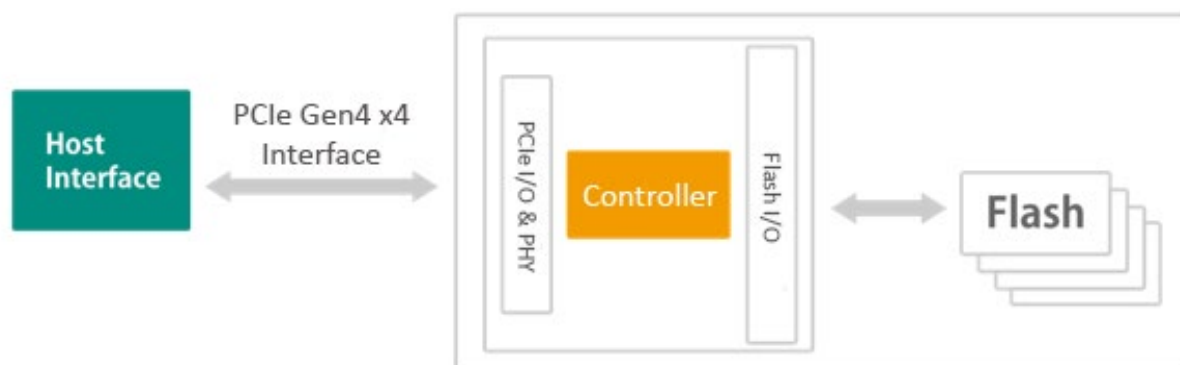 Host
Interface
PCIe Gen4 x4
Interface
PCIe I/O & PHY
Controller
Flash I/O
Flash